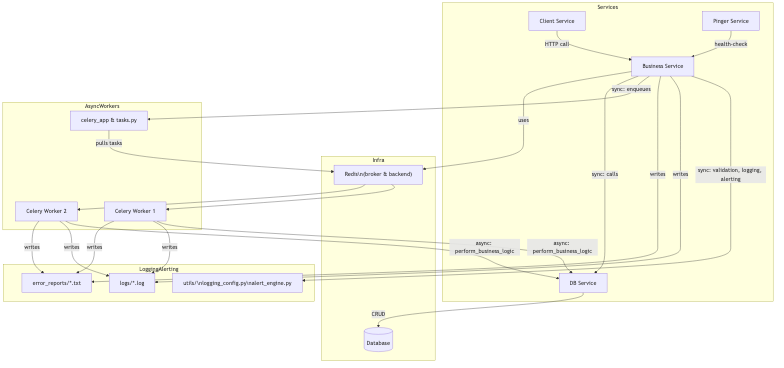 Services
Client Service
Pinger Service
HTTP call
health-check
Business Service
sync: enqueues
AsyncWorkers
celery_app & tasks.py
uses
pulls tasks
Infra
Redis\n(broker & backend)
sync: calls
writes
writes
sync: validation, logging,
alerting
Celery Worker 2
Celery Worker 1
writes
writes
writes
writes
async:
perform_business_logic
async:
perform_business_logic
LoggingAlerting
error_reports/*.txt
logs/*.log
utils/\nlogging_config.py\nalert_engine.py
DB Service
CRUD
Database